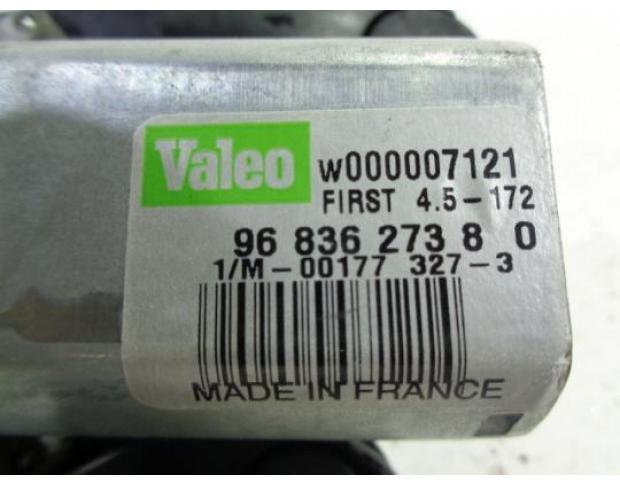 Valeo W000007121
FIRST 4.5-172
96 836 273 8 0
1/M-00177 327-3
MADE IN FRANCE